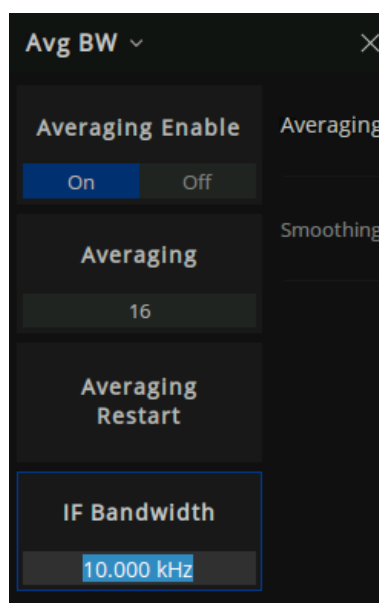 Avg BW
Averaging Enable
On Off
Averaging
16
Averaging
Restart
IF Bandwidth
10.000 kHz
Averaging
Smoothing